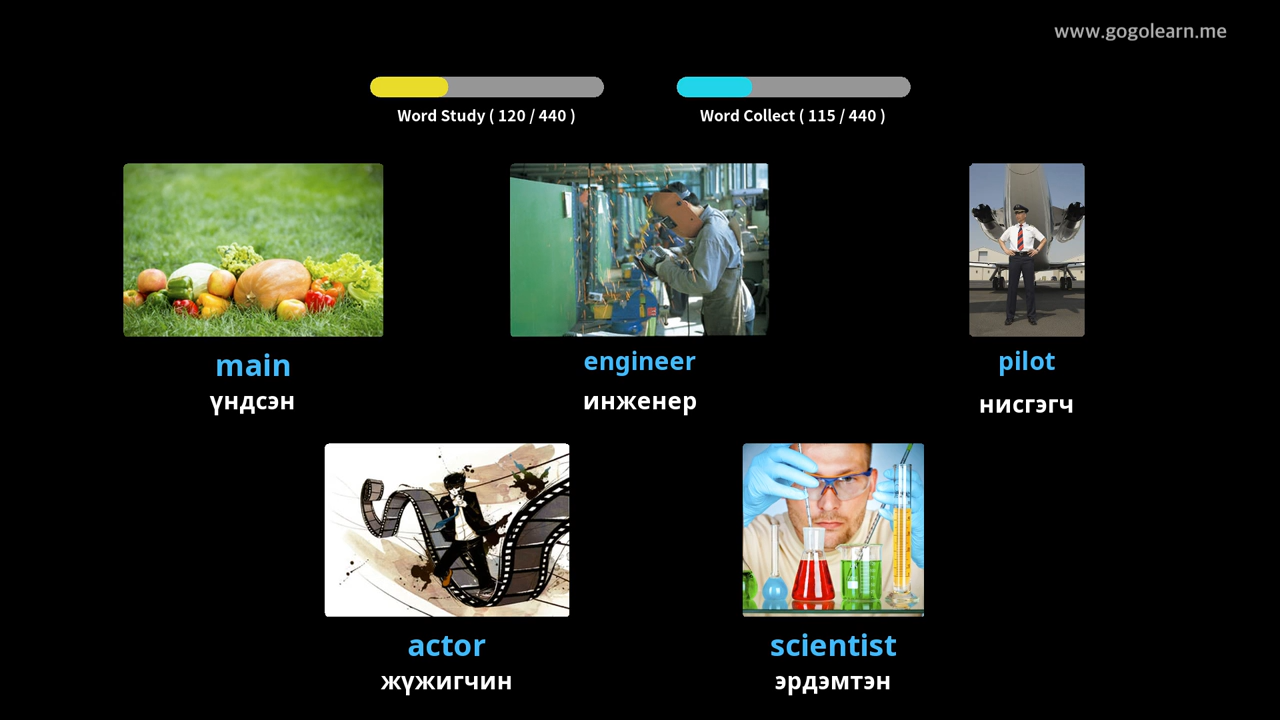 www.gogolearn.me
Word Study ( 120 / 440 )
Word Collect ( 115 / 440 )
main
үндсэн
engineer
инженер
pilot
нисгэгч
actor
жүжигчин
scientist
эрдэмтэн